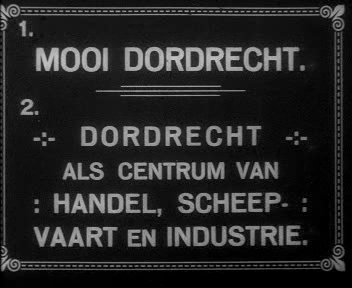 1.
MOOI DORDRECHT.
2.
-:- DORDRECHT -:-
ALS CENTRUM VAN
: HANDEL, SCHEEP- :
VAART EN INDUSTRIE.